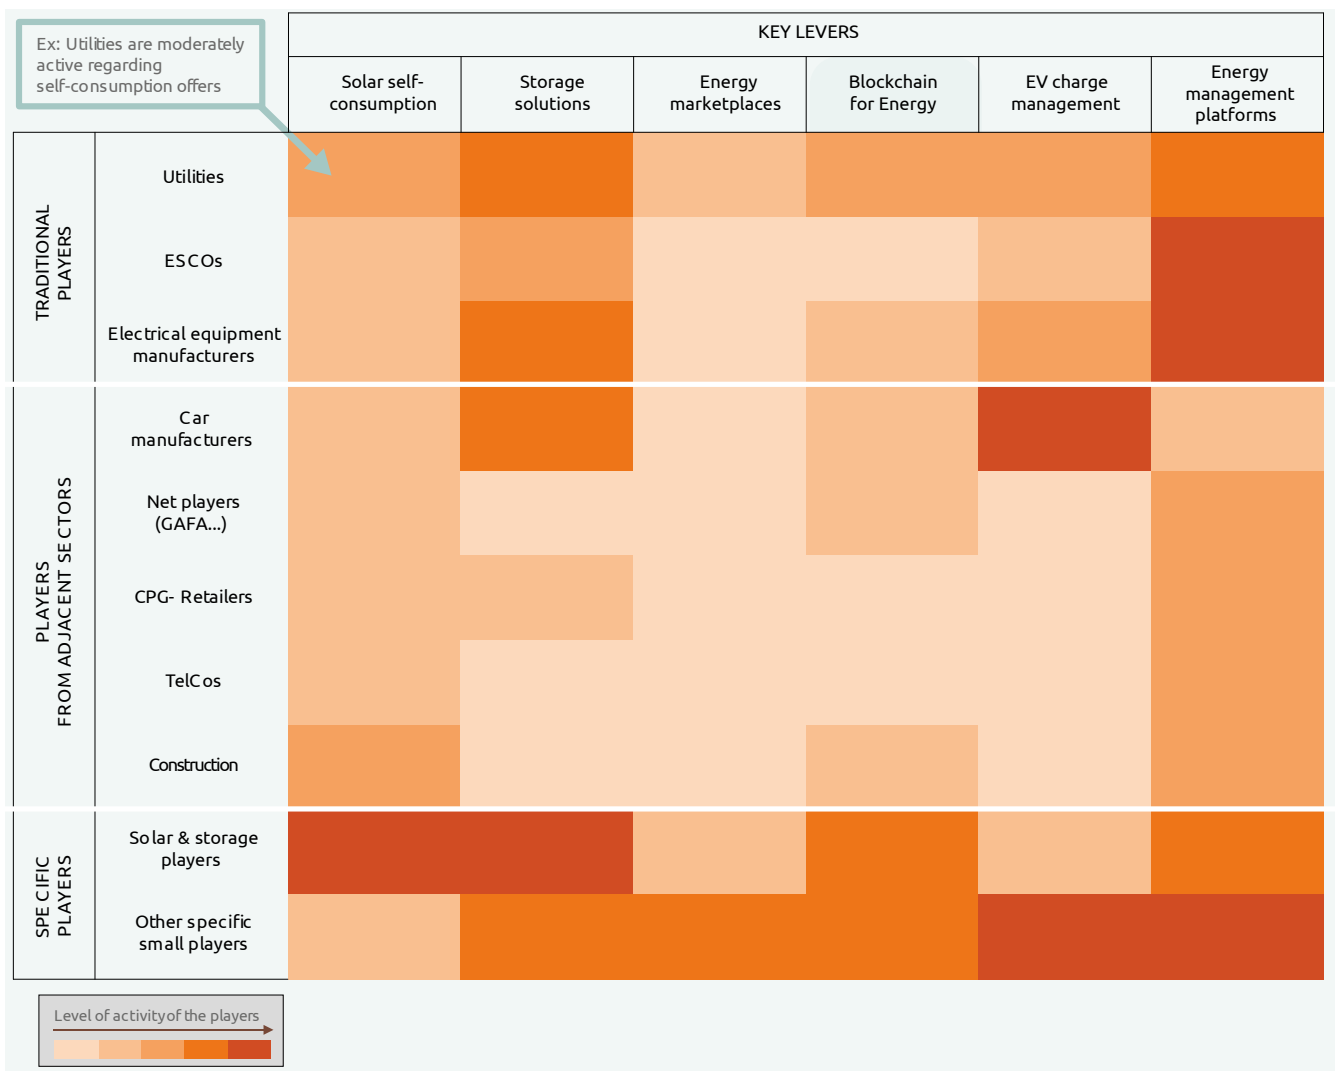 Ex: Utilities are moderately
active regarding
self-consumption offers
KEY LEVERS
Solar self-
consumption
Storage
solutions
Energy
marketplaces
Blockchain
for Energy
EV charge
management
Energy
management
platforms
TRADITIONAL
PLAYERS
Utilities
ESCOs
Electrical equipment
manufacturers
PLAYERS
FROM ADJACENT SECTORS
Car
manufacturers
Net players
(GAFA...)
CPG- Retailers
TelCos
Construction
SPECIFIC
PLAYERS
Solar & storage
players
Other specific
small players
Level of activity of the players